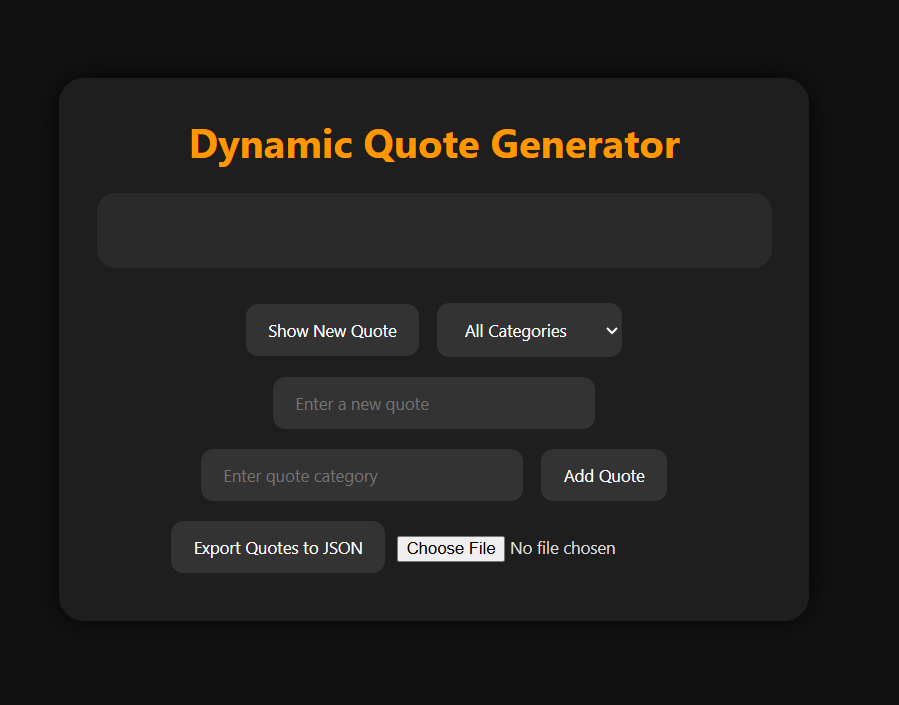 Dynamic Quote Generator
Show New Quote All Categories
Enter a new quote
Enter quote category Add Quote
Export Quotes to JSON Choose File No file chosen